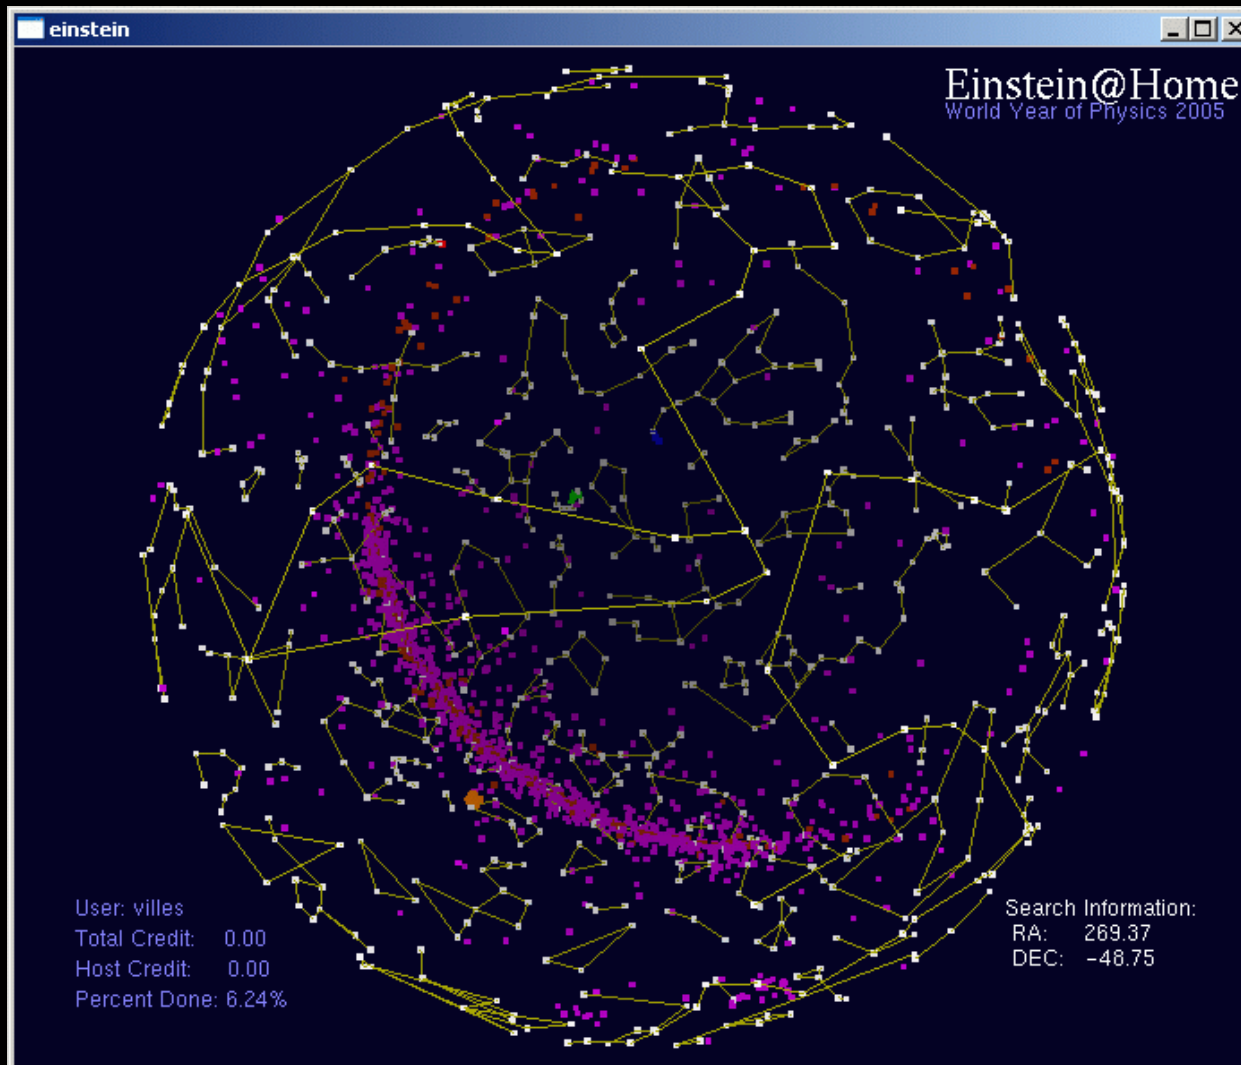 einstein
Einstein@Home
World Year of Physics 2005
User: villes
Total Credit: 0.00
Host Credit: 0.00
Percent Done: 6.24%
Search Information:
RA: 269.37
DEC: -48.75